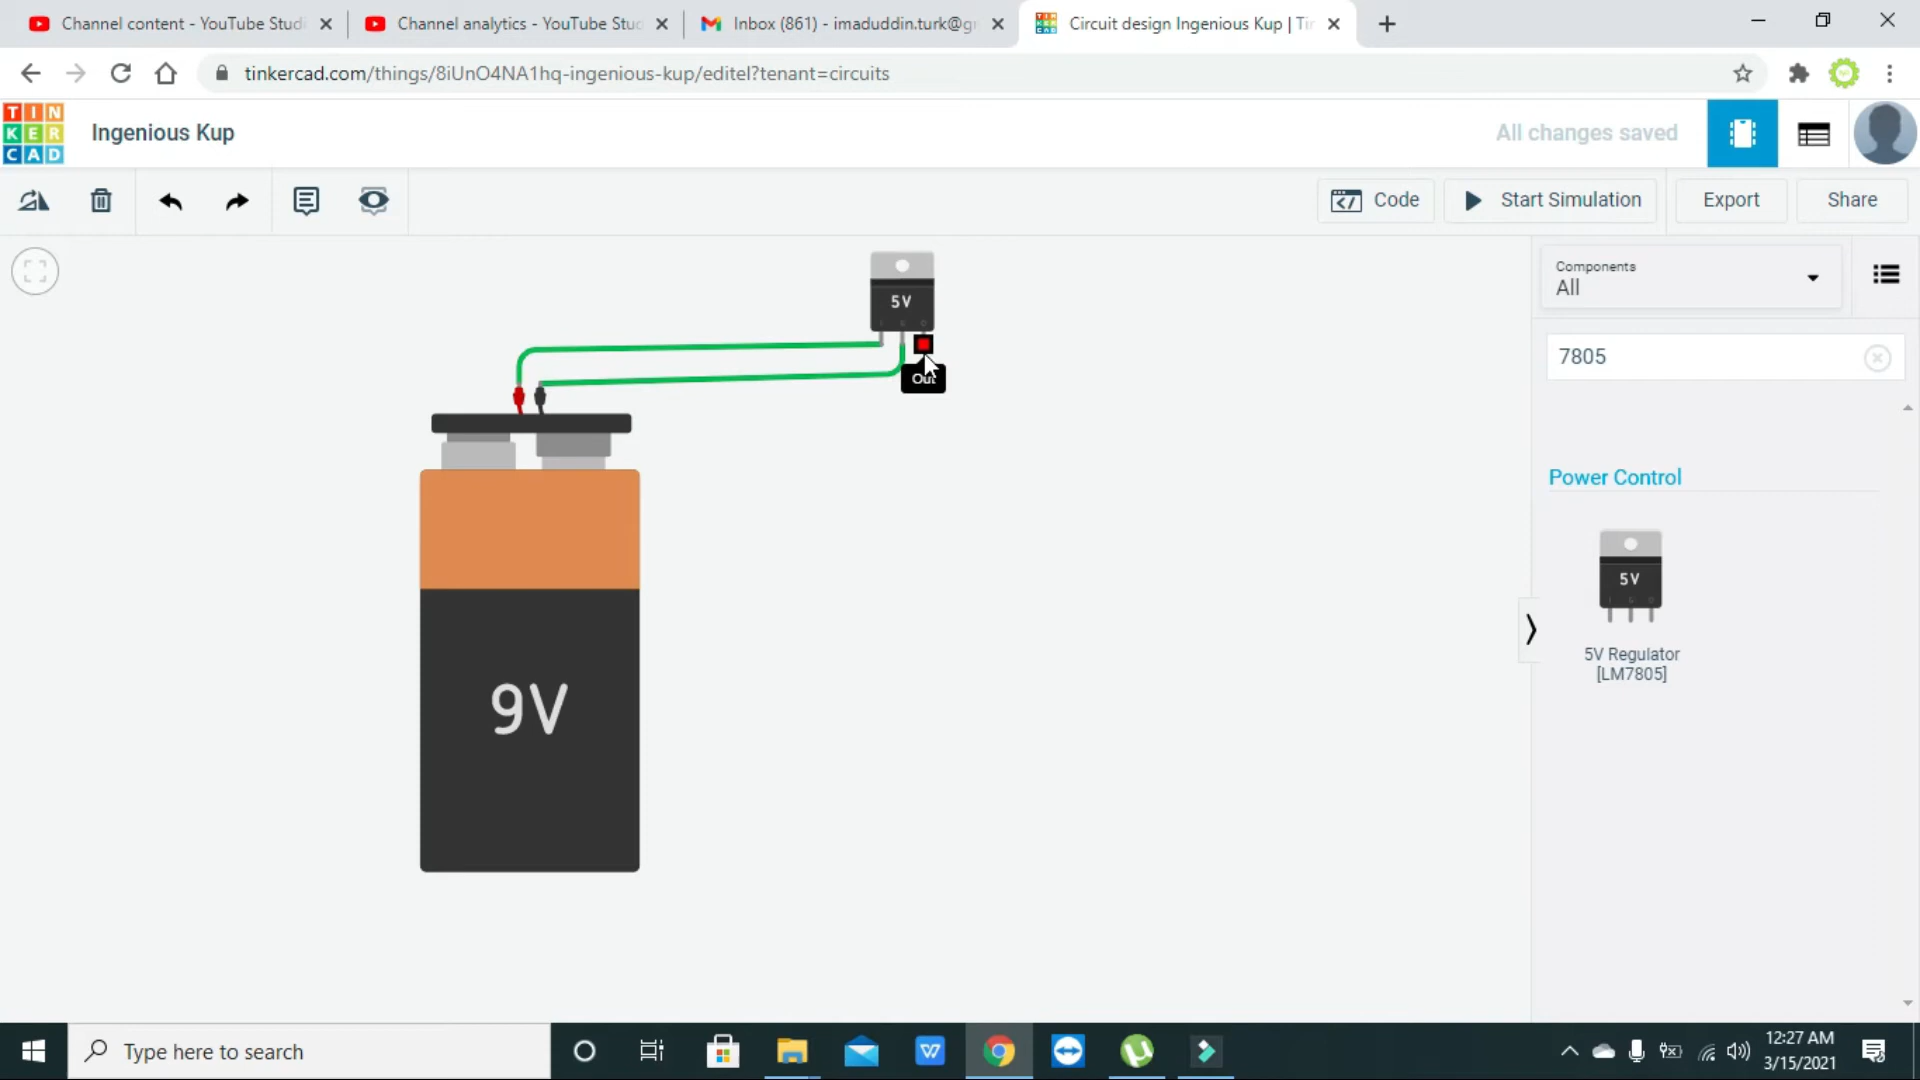 Channel content - YouTube Studi
Channel analytics - YouTube Stud
Inbox (861) - imaduddin.turk@gm
Circuit design Ingenious Kup | Tin
tinkercad.com/things/8iUnO4NA1hq-ingenious-kup/editel?tenant=circuits
TIN
KER
CAD
Ingenious Kup
All changes saved
Code
Start Simulation
Export
Share
Components
All
7805
5V
Out
Power Control
5V
5V Regulator
[LM7805]
9V
Type here to search
12:27 AM
3/15/2021